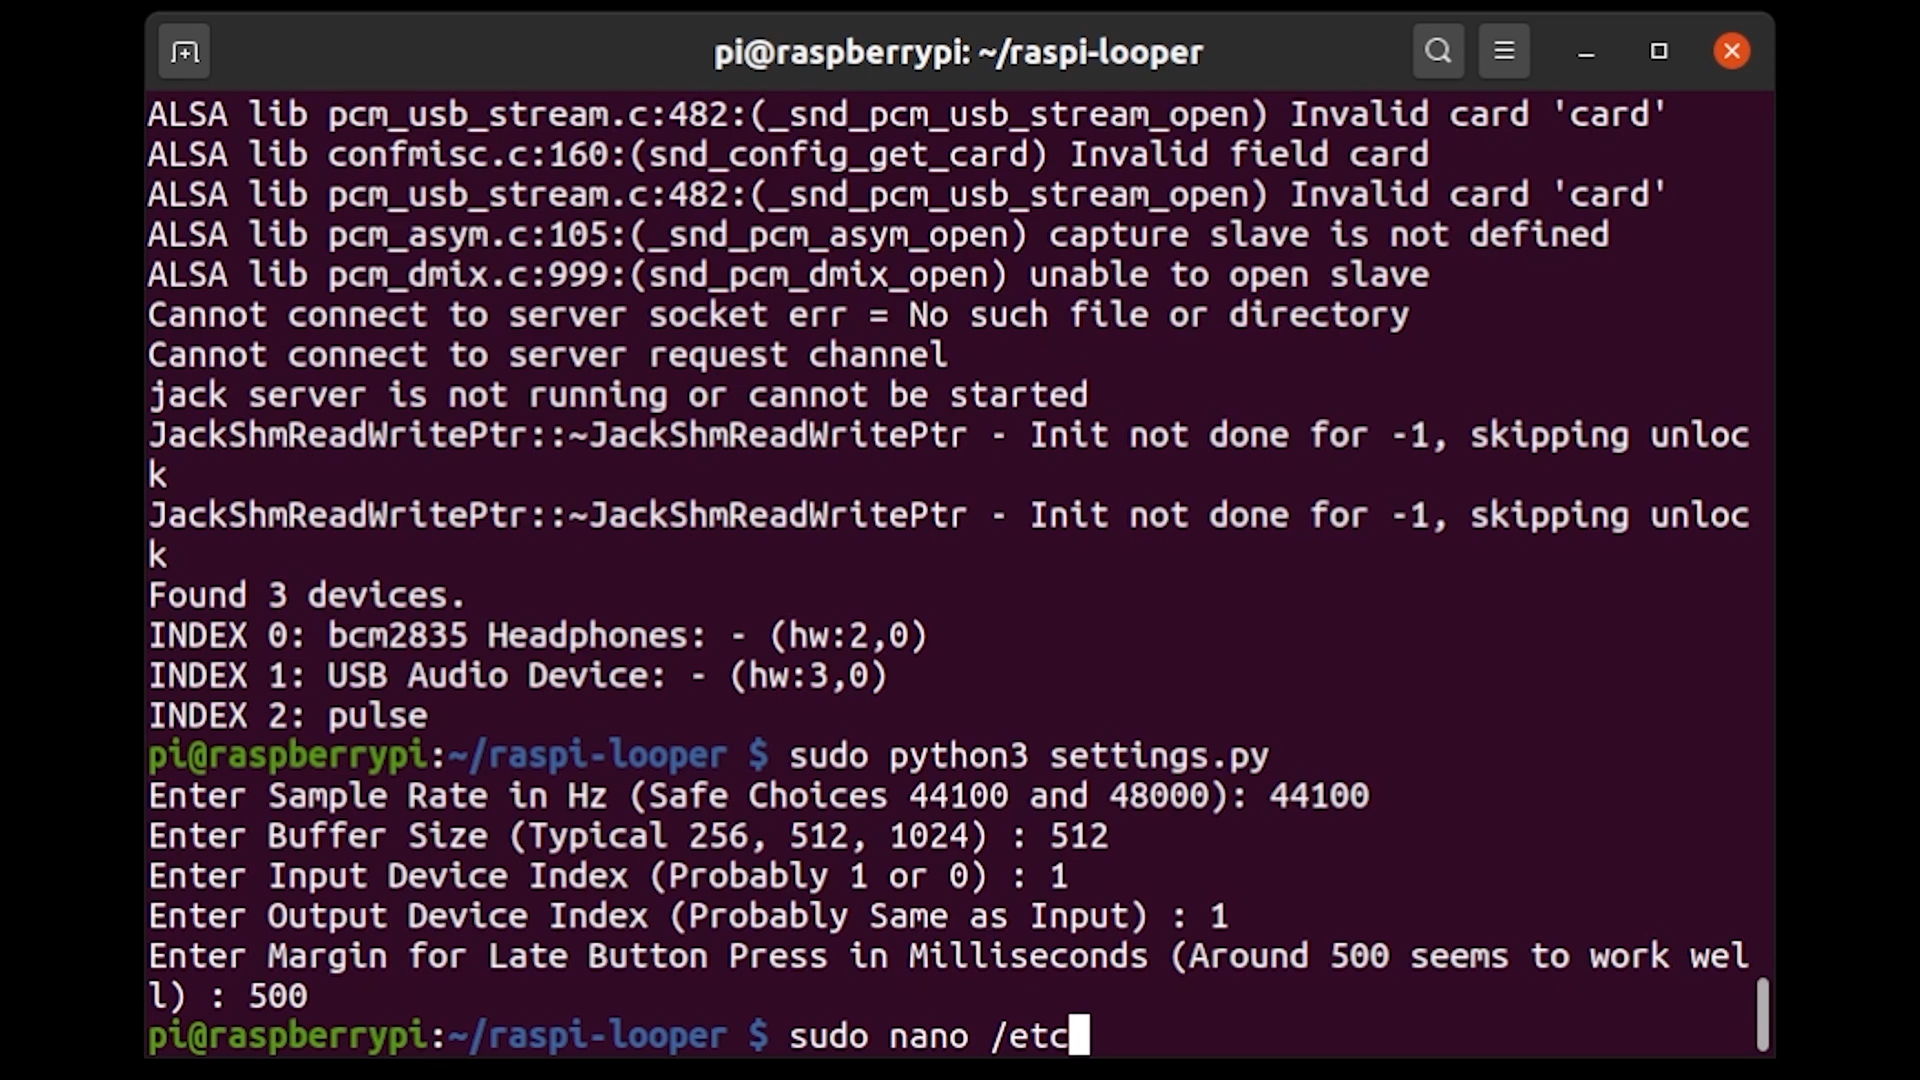 pi@raspberrypi: ~/raspi-looper
ALSA lib pcm_usb_stream.c:482:(_snd_pcm_usb_stream_open) Invalid card 'card'
ALSA lib confmisc.c:160:(snd_config_get_card) Invalid field card
ALSA lib pcm_usb_stream.c:482:(_snd_pcm_usb_stream_open) Invalid card 'card'
ALSA lib pcm_asym.c:105:(_snd_pcm_asym_open) capture slave is not defined
ALSA lib pcm_dmix.c:999:(snd_pcm_dmix_open) unable to open slave
Cannot connect to server socket err = No such file or directory
Cannot connect to server request channel
jack server is not running or cannot be started
JackShmReadWritePtr::~JackShmReadWritePtr - Init not done for -1, skipping unloc
k
JackShmReadWritePtr::~JackShmReadWritePtr - Init not done for -1, skipping unloc
k
Found 3 devices.
INDEX 0: bcm2835 Headphones: - (hw:2,0)
INDEX 1: USB Audio Device: - (hw:3,0)
INDEX 2: pulse
pi@raspberrypi:~/raspi-looper $ sudo python3 settings.py
Enter Sample Rate in Hz (Safe Choices 44100 and 48000): 44100
Enter Buffer Size (Typical 256, 512, 1024) : 512
Enter Input Device Index (Probably 1 or 0) : 1
Enter Output Device Index (Probably Same as Input) : 1
Enter Margin for Late Button Press in Milliseconds (Around 500 seems to work wel
l) : 500
pi@raspberrypi:~/raspi-looper $ sudo nano /etc